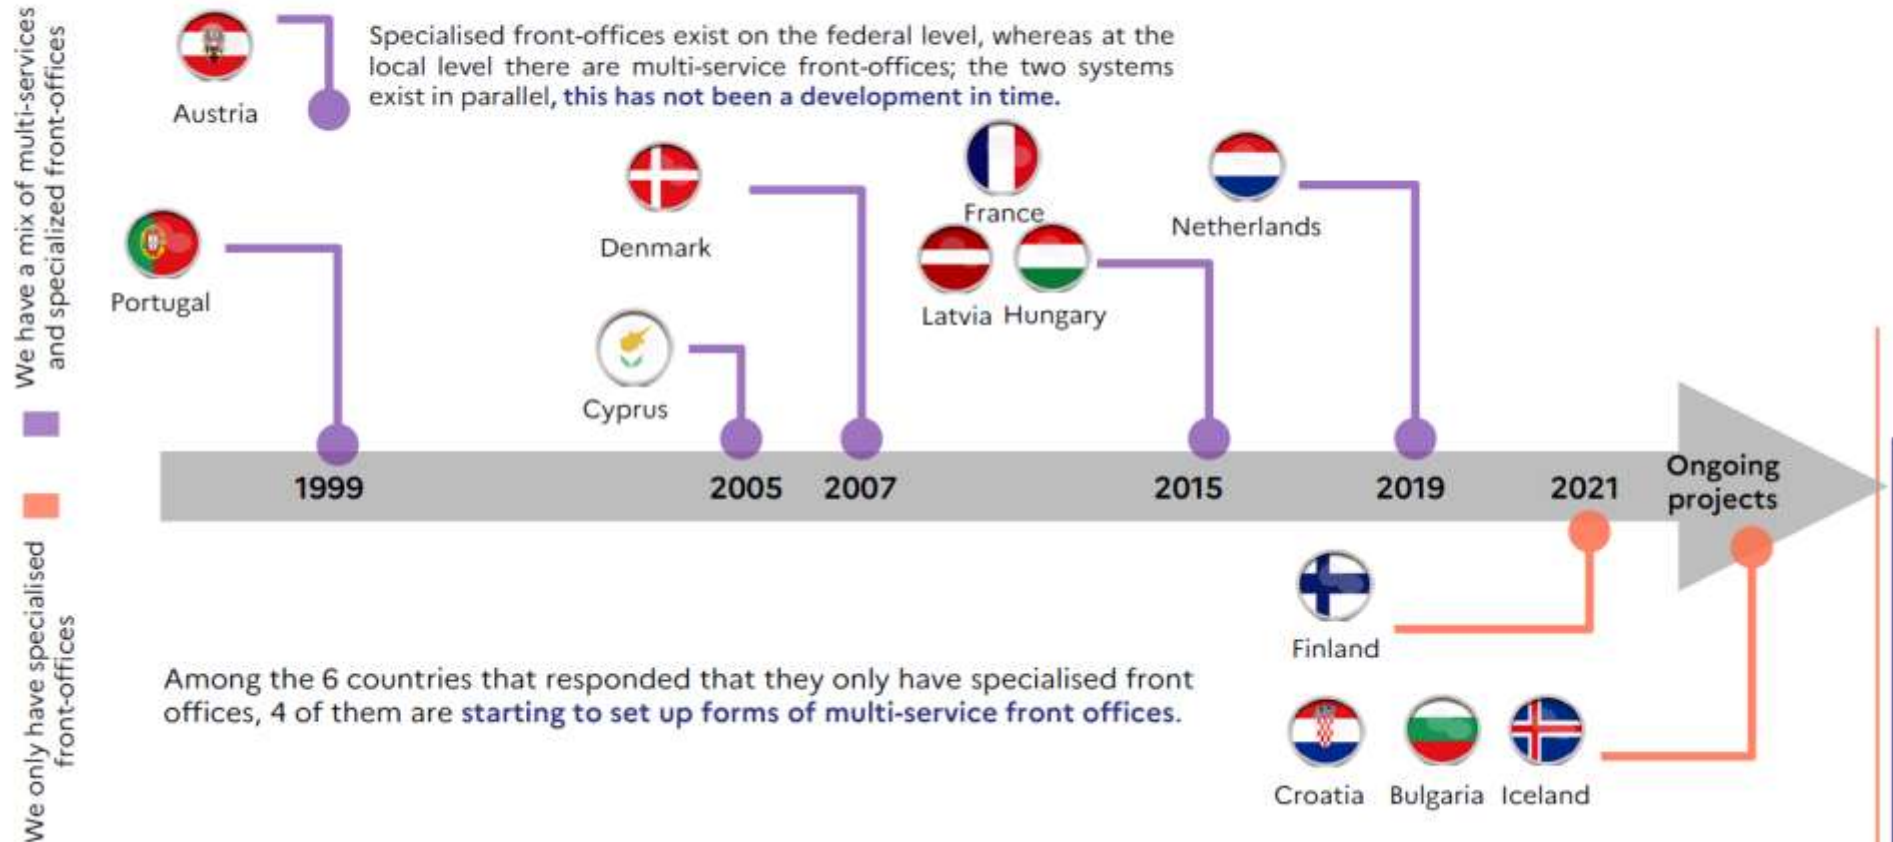 We have a mix of multi-services
and specialized front-offices
Austria
Specialised front-offices exist on the federal level, whereas at the
local level there are multi-service front-offices; the two systems
exist in parallel, this has not been a development in time.
Portugal
Denmark
Cyprus
France
Latvia Hungary
Netherlands
1999
2005
2007
2015
2019
2021
Ongoing
projects
We only have specialised
front-offices
Among the 6 countries that responded that they only have specialised front
offices, 4 of them are starting to set up forms of multi-service front offices.
Finland
Croatia Bulgaria Iceland